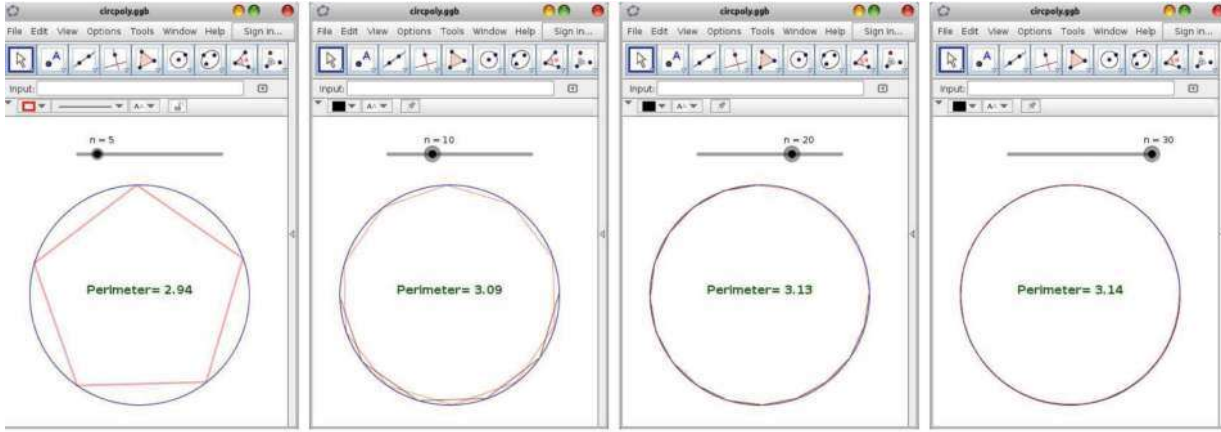 circpoly.ggb
File Edit View Options Tools Window Help Sign in...
Input:
n = 5
Perimeter= 2.94
circpoly.ggb
File Edit View Options Tools Window Help Sign in...
Input:
n = 10
Perimeter= 3.09
circpoly.ggb
File Edit View Options Tools Window Help Sign in...
Input:
n = 20
Perimeter= 3.13
circpoly.ggb
File Edit View Options Tools Window Help Sign in...
Input:
n = 30
Perimeter= 3.14